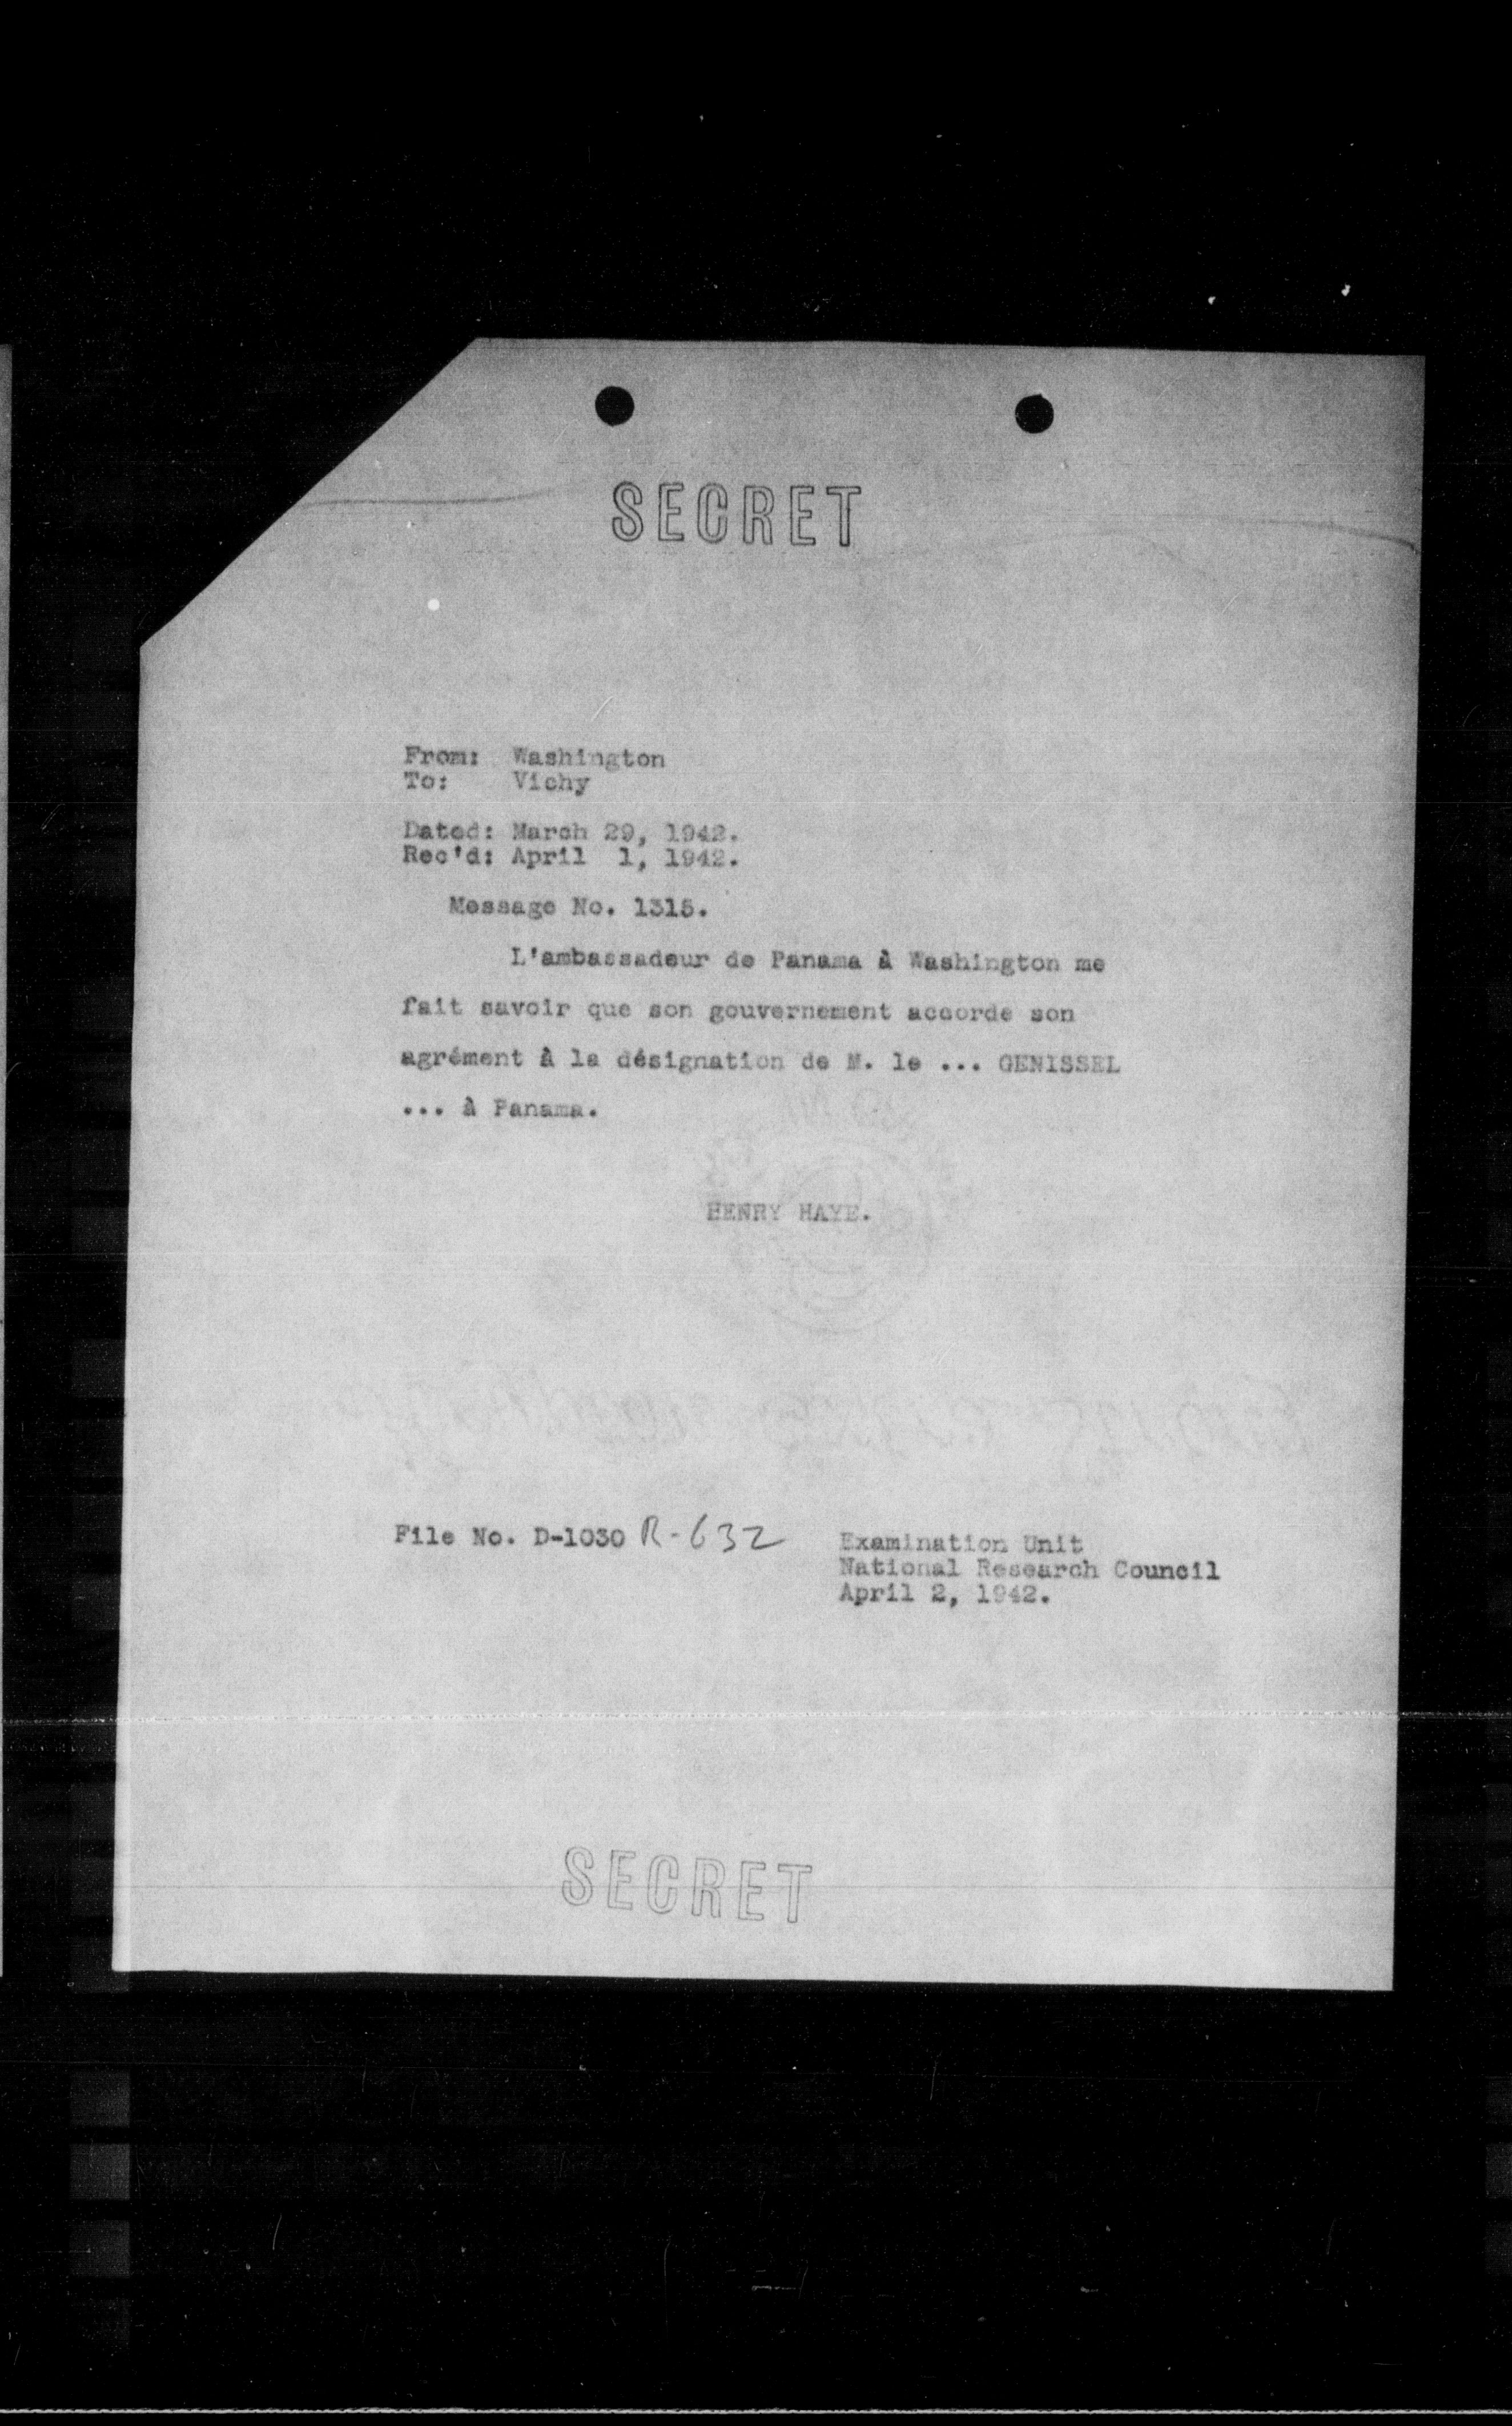 SECRET
From: Washington
To: Vichy
Dated: March 29, 1942.
Rec'd: April 1, 1942.
Message No. 1315.
L'ambassadeur de Panama à Washington me
fait savoir que son gouvernement accorde son
agrément à la désignation de M. le ... GENISSEL
... à Panama.
HENRY HAYE.
File No. D-1030 R-632
Examination Unit
National Research Council
April 2, 1942.
SECRET